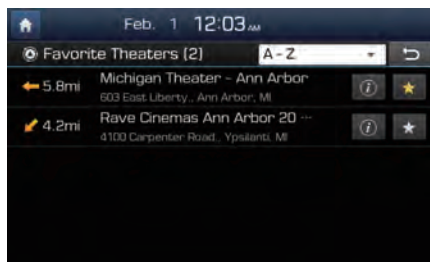 Feb. 1 12:03 AM
Favorite Theaters (2) A - Z
5.8mi Michigan Theater - Ann Arbor
603 East Liberty., Ann Arbor, MI
4.2mi Rave Cinemas Ann Arbor 20 ···
4100 Carpenter Road., Ypsilanti, MI